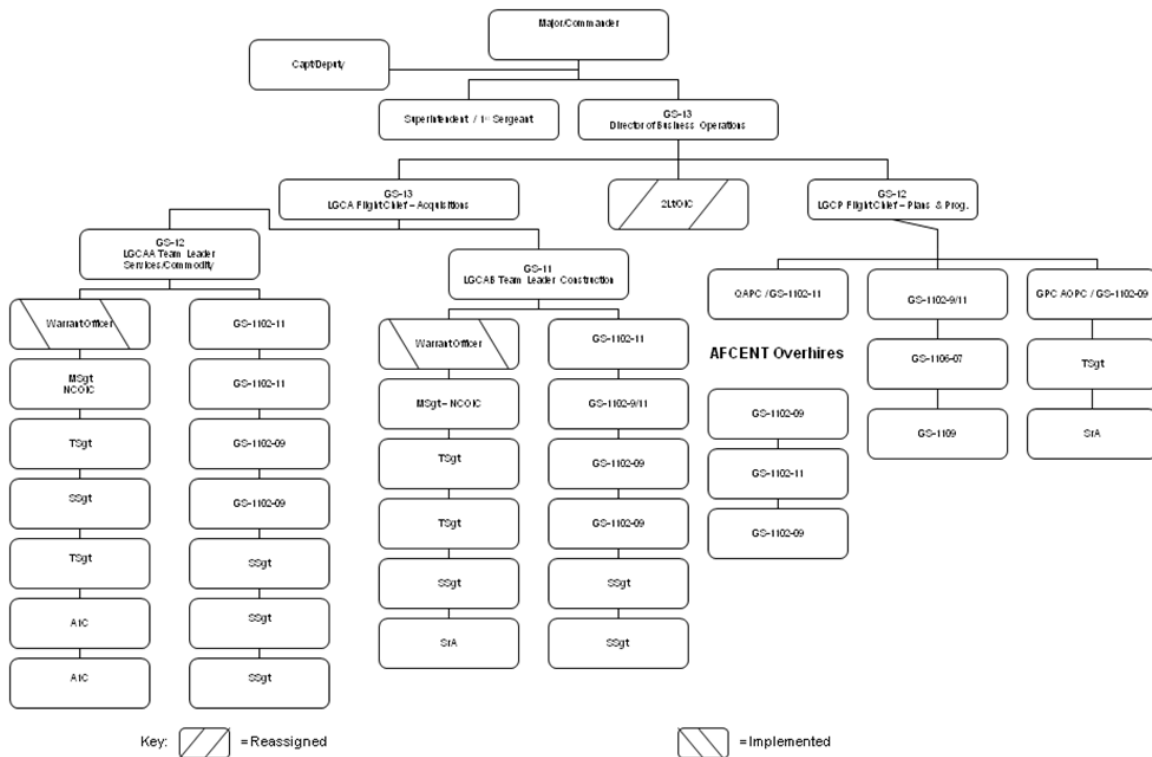 Major/Commander
Capt/Deputy
Superintendent / 1st Sergeant
GS-13
Director of Business Operations
GS-13
LGCA Flight Chief – Acquisitions
2Lt/OIC
GS-12
LGCP Flight Chief – Plans & Prog.
GS-12
LGCAA Team Leader
Services/Commodity
GS-11
LGCAB Team Leader Construction
QAPC / GS-1102-11
GS-1102-9/11
GPC AOPC / GS-1102-09
Warrant Officer
GS-1102-11
Warrant Officer
GS-1102-11
AFCENT Overhires
GS-1106-07
TSgt
MSgt
NCOIC
GS-1102-11
MSgt – NCOIC
GS-1102-9/11
GS-1102-09
GS-1109
SrA
TSgt
GS-1102-09
TSgt
GS-1102-09
GS-1102-11
SSgt
GS-1102-09
TSgt
GS-1102-09
GS-1102-09
TSgt
SSgt
SSgt
SSgt
A1C
SSgt
SrA
SSgt
A1C
SSgt
Key:
= Reassigned
= Implemented